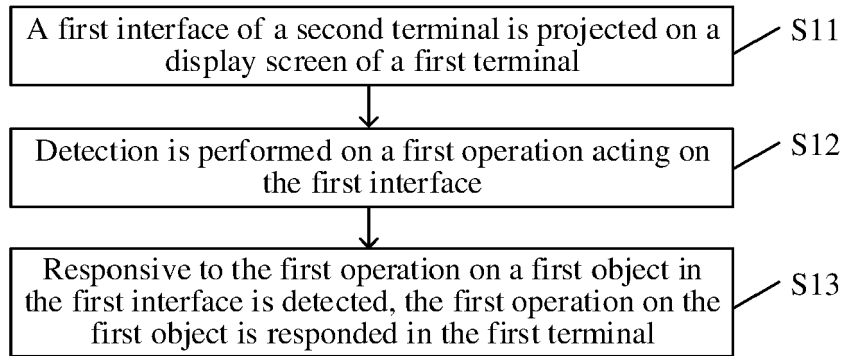 A first interface of a second terminal is projected on a
display screen of a first terminal
S11
Detection is performed on a first operation acting on
the first interface
S12
Responsive to the first operation on a first object in
the first interface is detected, the first operation on the
first object is responded in the first terminal
S13